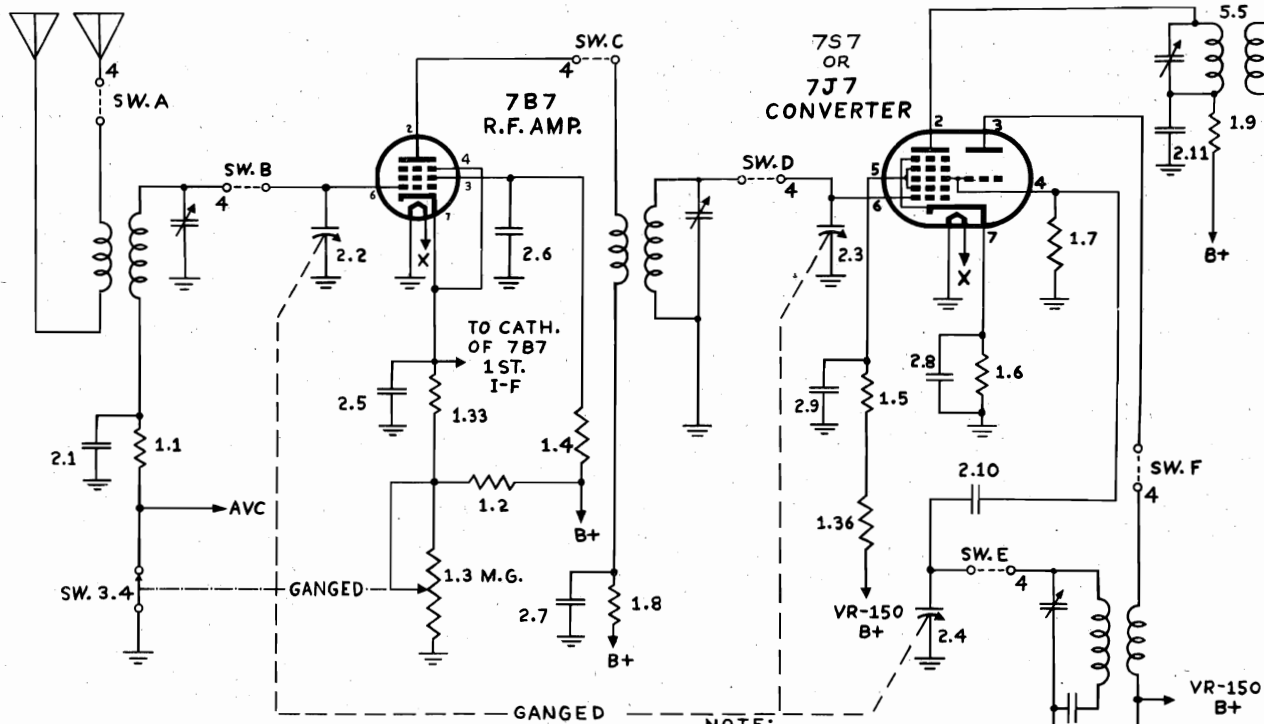 4
SW. A
SW. B
4
2.1
1.1
AVC
SW. 3.4
GANGED
2.2
7B7
R.F. AMP.
2
4
3
6
7
X
2.6
TO CATH.
OF 7B7
1ST.
I-F
2.5
1.33
1.4
1.2
B+
1.3 M.G.
SW. C
4
2.7
1.8
B+
SW. D
4
2.3
7S7
OR
7J7
CONVERTER
2
3
5
4
6
7
X
1.7
2.8
1.6
2.9
1.5
1.36
VR-150
B+
2.10
SW. E
4
2.4
5.5
1.9
2.11
B+
SW. F
4
VR-150
B+
GANGED
NOTE: